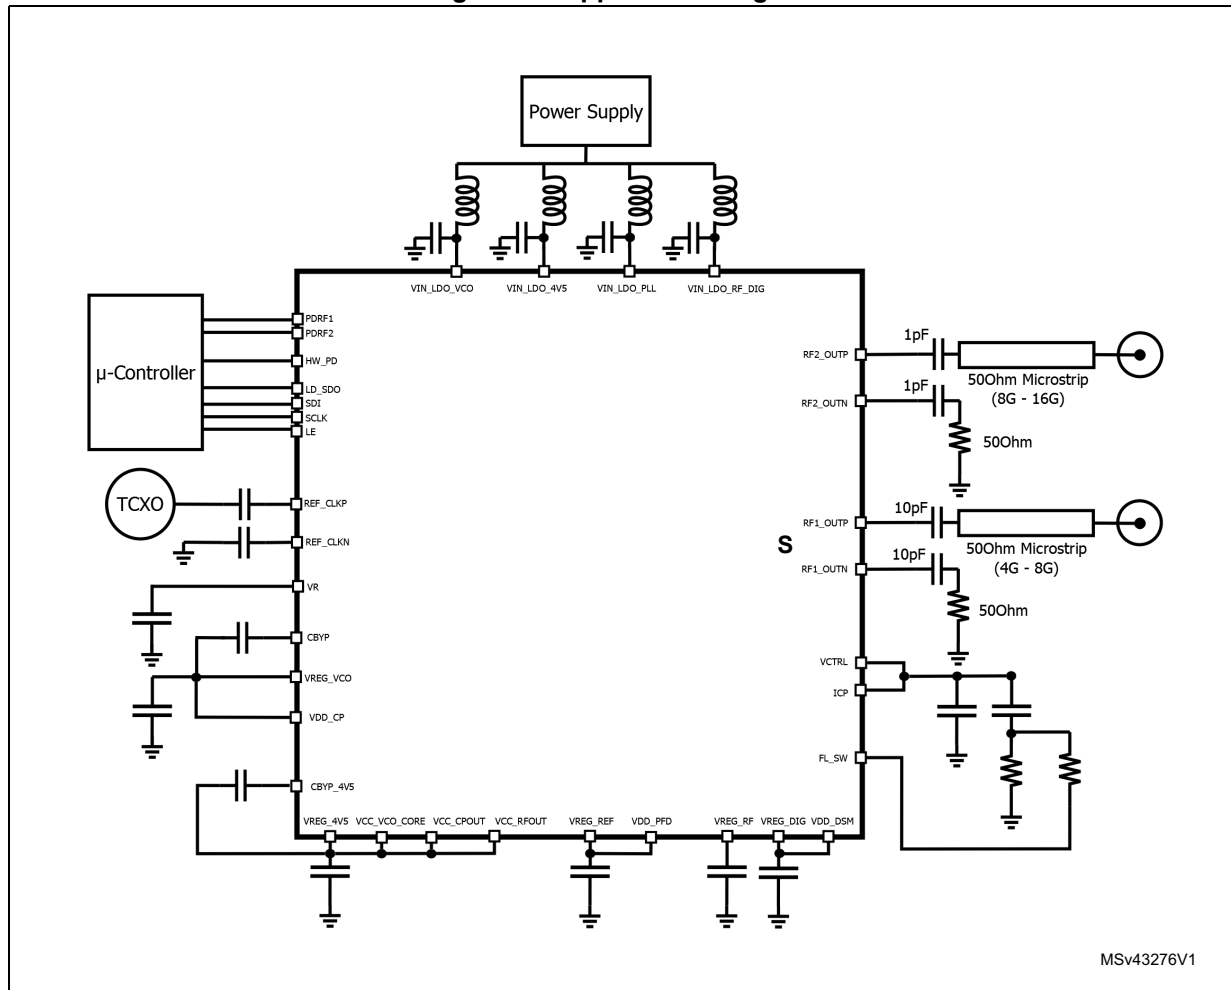 Power Supply
VIN_LDO_VCO
VIN_LDO_4V5
VIN_LDO_PLL
VIN_LDO_RF_DIG
µ-Controller
PDRF1
PDRF2
HW_PD
LD_SDO
SDI
SCLK
LE
TCXO
REF_CLKP
REF_CLKN
VR
CBYP
VREG_VCO
VDD_CP
CBYP_4V5
RF2_OUTP
1pF
50Ohm Microstrip
(8G - 16G)
RF2_OUTN
1pF
50Ohm
RF1_OUTP
10pF
50Ohm Microstrip
(4G - 8G)
S
RF1_OUTN
10pF
50Ohm
VCTRL
ICP
FL_SW
VREG_4V5
VCC_VCO_CORE
VCC_CPOUT
VCC_RFOUT
VREG_REF
VDD_PFD
VREG_RF
VREG_DIG
VDD_DSM
MSv43276V1